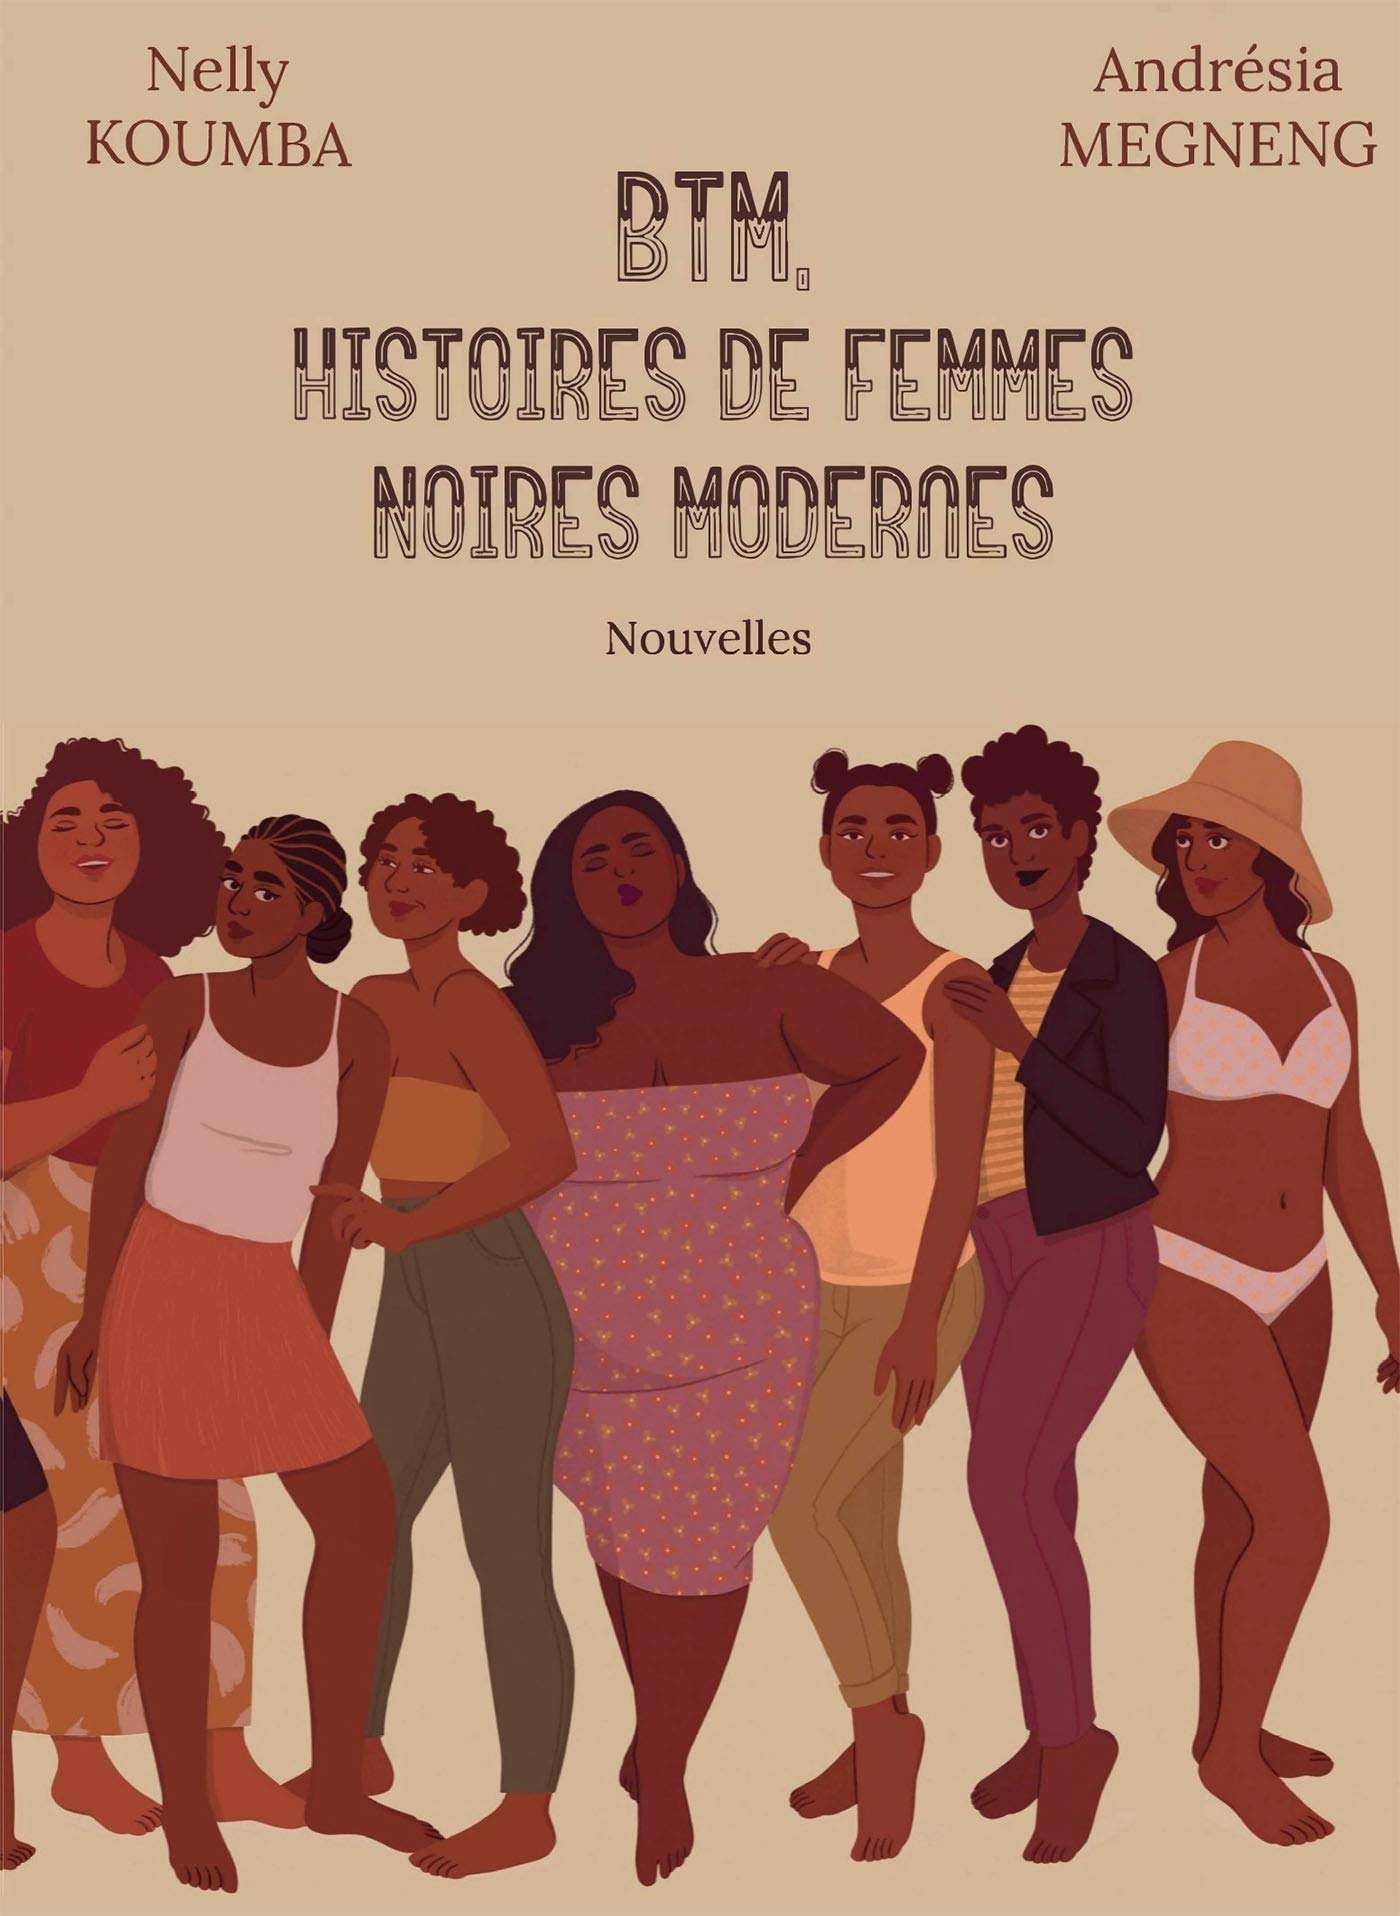 Nelly
KOUMBA
Andrésia
MEGNENG
BTM,
HISTOIRES DE FEMMES
NOIRES MODERNES
Nouvelles